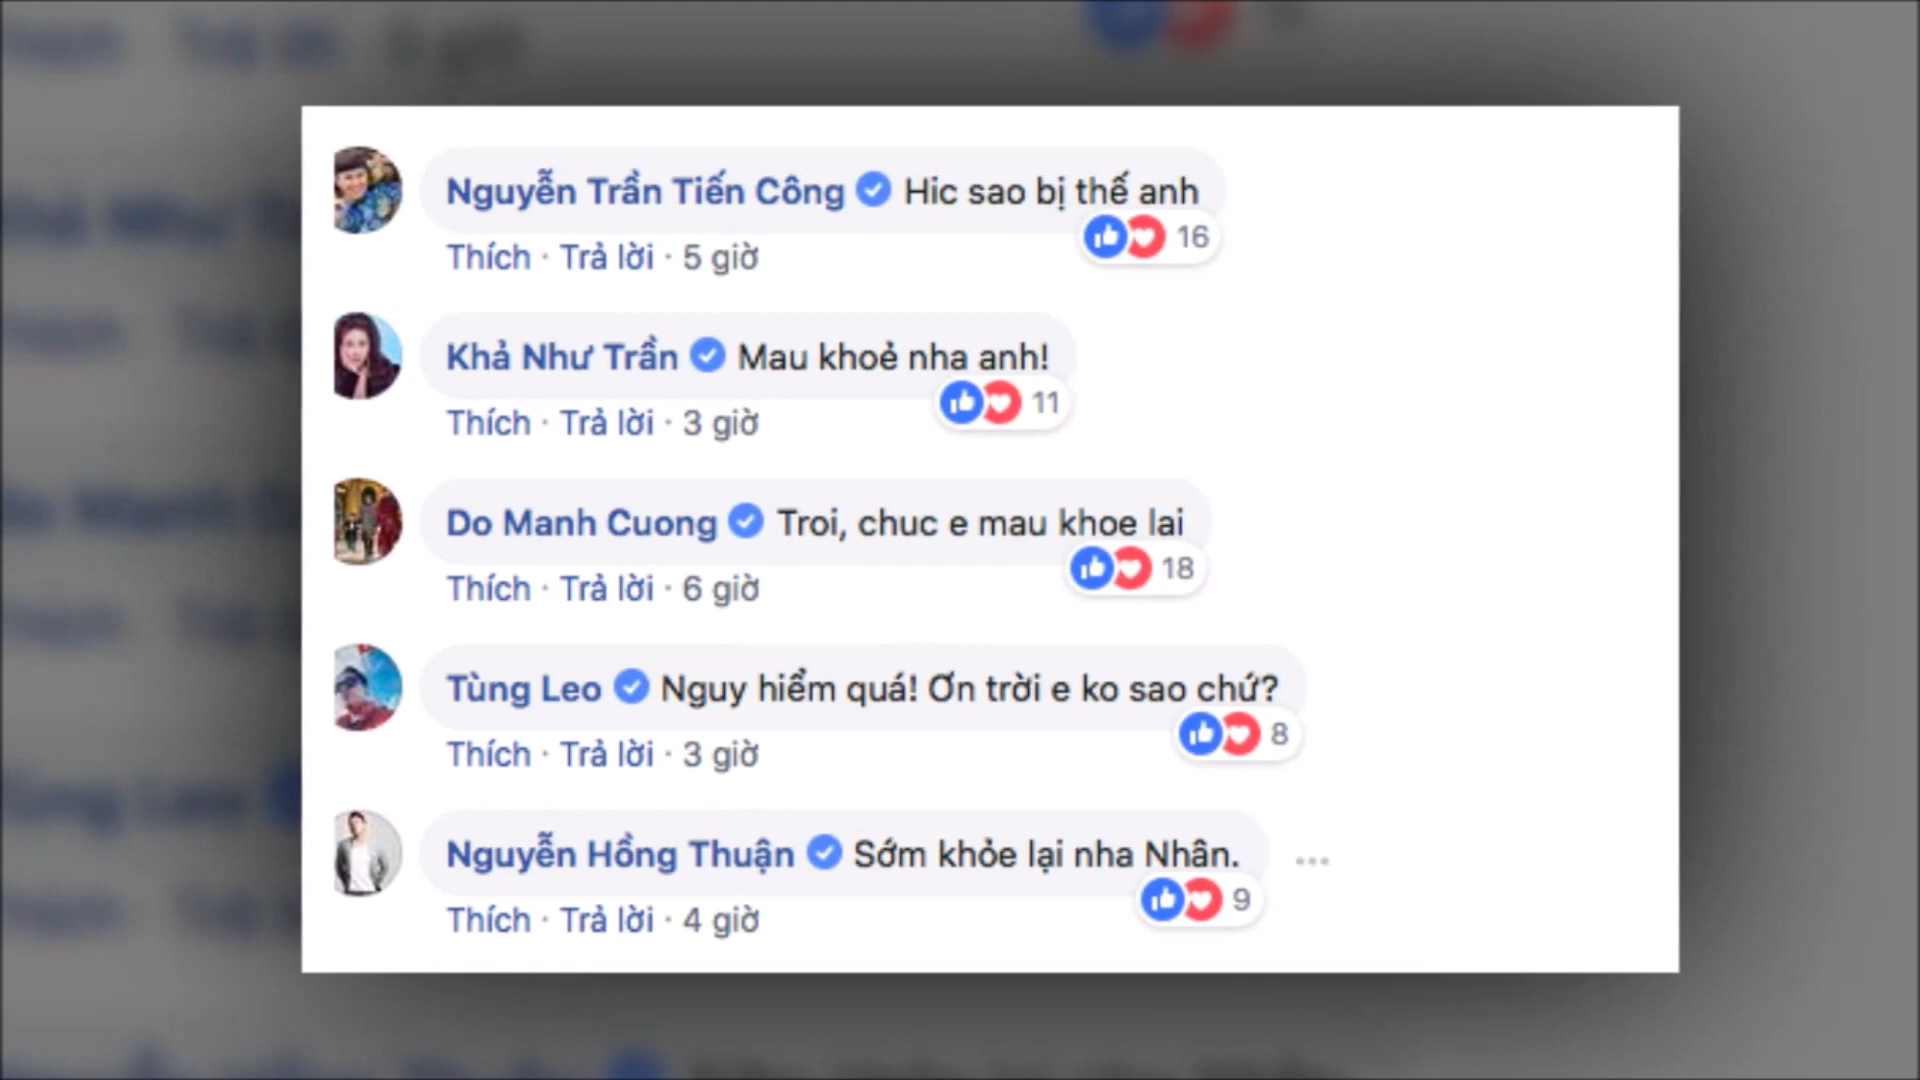 Nguyễn Trần Tiến Công Hic sao bị thế anh
16
Thích · Trả lời · 5 giờ
Khả Như Trần Mau khoẻ nha anh!
11
Thích · Trả lời · 3 giờ
Do Manh Cuong Troi, chuc e mau khoe lai
18
Thích · Trả lời · 6 giờ
Tùng Leo Nguy hiểm quá! Ơn trời e ko sao chứ?
8
Thích · Trả lời · 3 giờ
Nguyễn Hồng Thuận Sớm khỏe lại nha Nhân.
9
Thích · Trả lời · 4 giờ